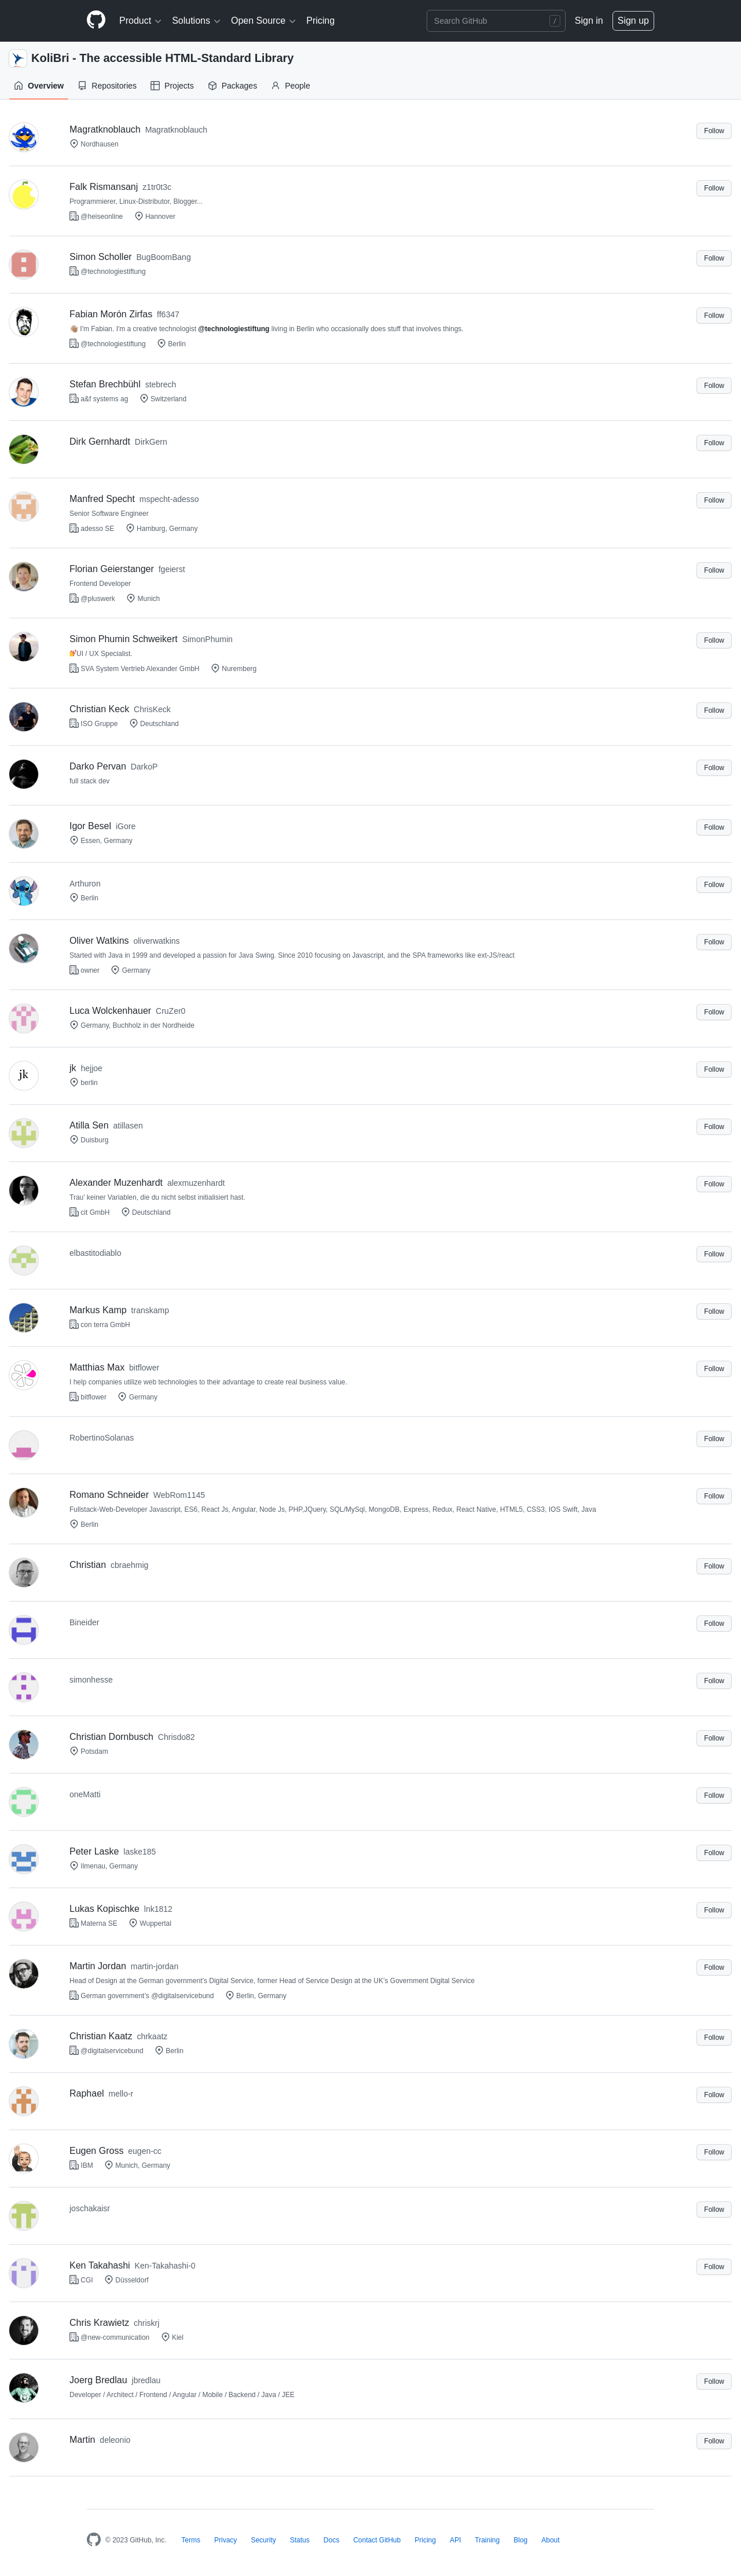 Product Solutions Open Source Pricing Search GitHub / Sign in Sign up
KoliBri - The accessible HTML-Standard Library
Overview Repositories Projects Packages People
Magratknoblauch Magratknoblauch Follow
Nordhausen
Falk Rismansanj z1tr0t3c Follow
Programmierer, Linux-Distributor, Blogger...
@heiseonline Hannover
Simon Scholler BugBoomBang Follow
@technologiestiftung
Fabian Morón Zirfas ff6347 Follow
👋🏽 I'm Fabian. I'm a creative technologist @technologiestiftung living in Berlin who occasionally does stuff that involves things.
@technologiestiftung Berlin
Stefan Brechbühl stebrech Follow
a&f systems ag Switzerland
Dirk Gernhardt DirkGern Follow
Manfred Specht mspecht-adesso Follow
Senior Software Engineer
adesso SE Hamburg, Germany
Florian Geierstanger fgeierst Follow
Frontend Developer
@pluswerk Munich
Simon Phumin Schweikert SimonPhumin Follow
💅UI / UX Specialist.
SVA System Vertrieb Alexander GmbH Nuremberg
Christian Keck ChrisKeck Follow
ISO Gruppe Deutschland
Darko Pervan DarkoP Follow
full stack dev
Igor Besel iGore Follow
Essen, Germany
Arthuron Follow
Berlin
Oliver Watkins oliverwatkins Follow
Started with Java in 1999 and developed a passion for Java Swing. Since 2010 focusing on Javascript, and the SPA frameworks like ext-JS/react
owner Germany
Luca Wolckenhauer CruZer0 Follow
Germany, Buchholz in der Nordheide
jk jk hejjoe Follow
berlin
Atilla Sen atillasen Follow
Duisburg
Alexander Muzenhardt alexmuzenhardt Follow
Trau' keiner Variablen, die du nicht selbst initialisiert hast.
cit GmbH Deutschland
elbastitodiablo Follow
Markus Kamp transkamp Follow
con terra GmbH
Matthias Max bitflower Follow
I help companies utilize web technologies to their advantage to create real business value.
bitflower Germany
RobertinoSolanas Follow
Romano Schneider WebRom1145 Follow
Fullstack-Web-Developer Javascript, ES6, React Js, Angular, Node Js, PHP,JQuery, SQL/MySql, MongoDB, Express, Redux, React Native, HTML5, CSS3, IOS Swift, Java
Berlin
Christian cbraehmig Follow
Bineider Follow
simonhesse Follow
Christian Dornbusch Chrisdo82 Follow
Potsdam
oneMatti Follow
Peter Laske laske185 Follow
Ilmenau, Germany
Lukas Kopischke lnk1812 Follow
Materna SE Wuppertal
Martin Jordan martin-jordan Follow
Head of Design at the German government's Digital Service, former Head of Service Design at the UK's Government Digital Service
German government's @digitalservicebund Berlin, Germany
Christian Kaatz chrkaatz Follow
@digitalservicebund Berlin
Raphael mello-r Follow
Eugen Gross eugen-cc Follow
IBM Munich, Germany
joschakaisr Follow
Ken Takahashi Ken-Takahashi-0 Follow
CGI Düsseldorf
Chris Krawietz chriskrj Follow
@new-communication Kiel
Joerg Bredlau jbredlau Follow
Developer / Architect / Frontend / Angular / Mobile / Backend / Java / JEE
Martin deleonio Follow
© 2023 GitHub, Inc. Terms Privacy Security Status Docs Contact GitHub Pricing API Training Blog About